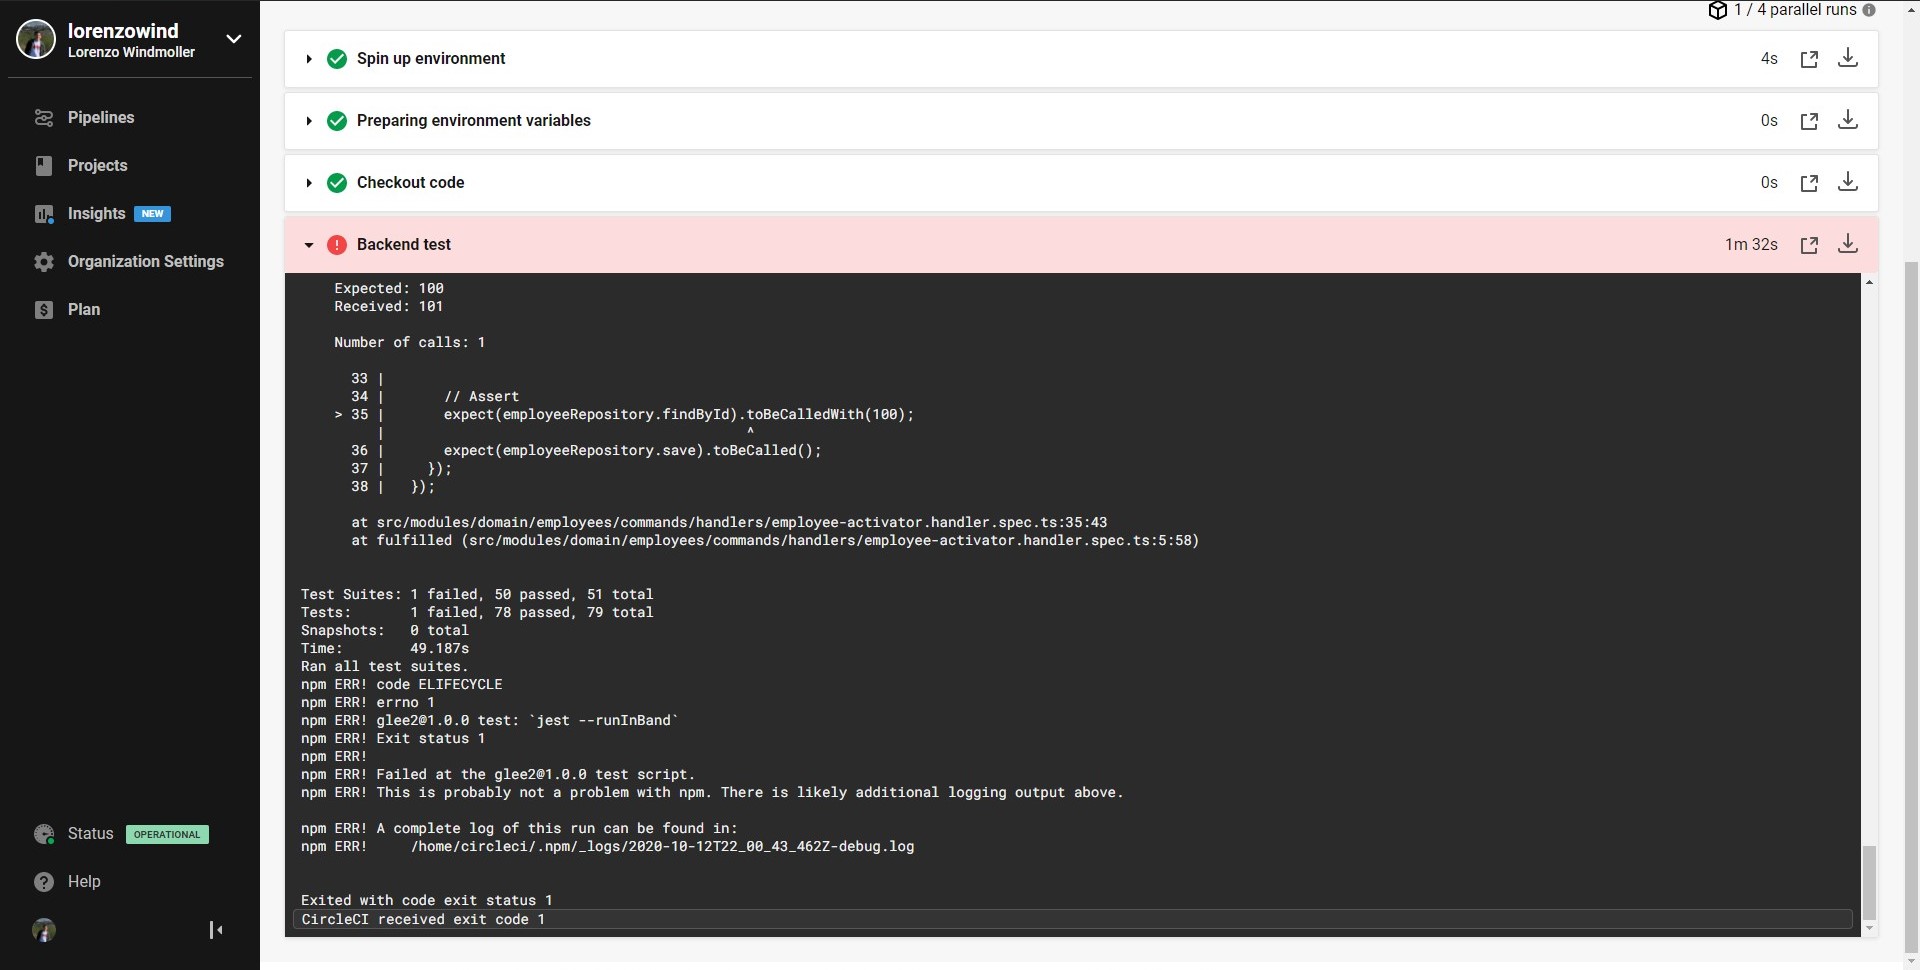 lorenzowind
Lorenzo Windmoller
Pipelines
Projects
Insights NEW
Organization Settings
Plan
Status OPERATIONAL
Help
1 / 4 parallel runs
Spin up environment 4s
Preparing environment variables 0s
Checkout code 0s
Backend test 1m 32s
Expected: 100
Received: 101
Number of calls: 1
33 |
34 | // Assert
> 35 | expect(employeeRepository.findById).toBeCalledWith(100);
| ^
36 | expect(employeeRepository.save).toBeCalled();
37 | });
38 | });
at src/modules/domain/employees/commands/handlers/employee-activator.handler.spec.ts:35:43
at fulfilled (src/modules/domain/employees/commands/handlers/employee-activator.handler.spec.ts:5:58)
Test Suites: 1 failed, 50 passed, 51 total
Tests: 1 failed, 78 passed, 79 total
Snapshots: 0 total
Time: 49.187s
Ran all test suites.
npm ERR! code ELIFECYCLE
npm ERR! errno 1
npm ERR! glee2@1.0.0 test: `jest --runInBand`
npm ERR! Exit status 1
npm ERR!
npm ERR! Failed at the glee2@1.0.0 test script.
npm ERR! This is probably not a problem with npm. There is likely additional logging output above.
npm ERR! A complete log of this run can be found in:
npm ERR! /home/circleci/.npm/_logs/2020-10-12T22_00_43_462Z-debug.log
Exited with code exit status 1
CircleCI received exit code 1